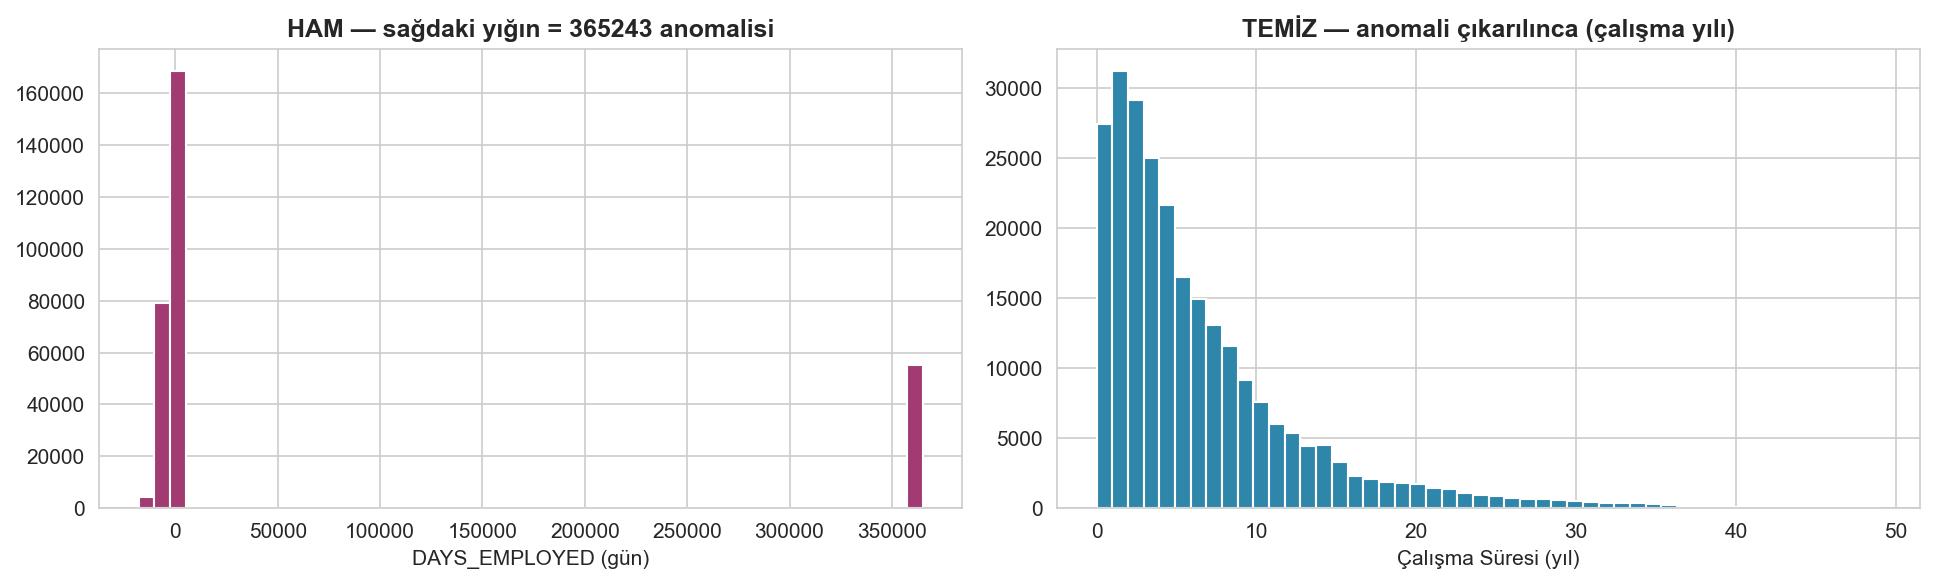 HAM — sağdaki yığın = 365243 anomalisi
160000
140000
120000
100000
80000
60000
40000
20000
0
0 50000 100000 150000 200000 250000 300000 350000
DAYS_EMPLOYED (gün)
TEMİZ — anomali çıkarılınca (çalışma yılı)
30000
25000
20000
15000
10000
5000
0
0 10 20 30 40 50
Çalışma Süresi (yıl)